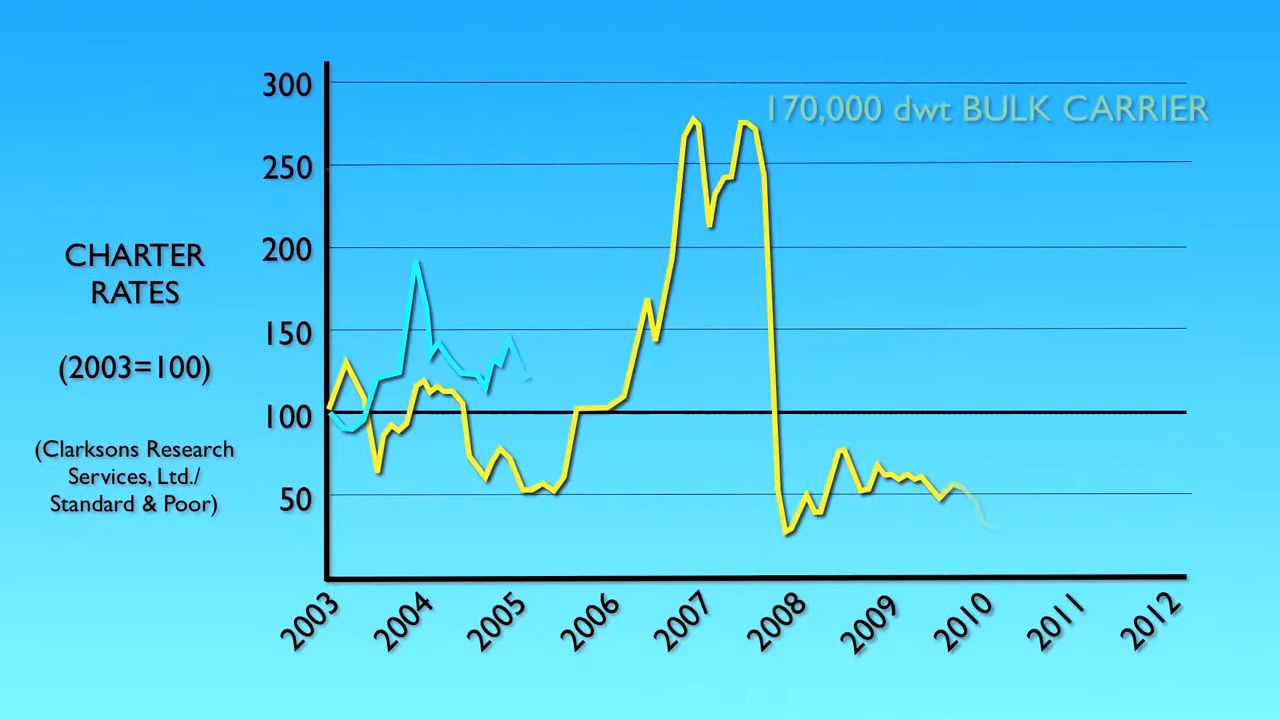 170,000 dwt BULK CARRIER
CHARTER
RATES
(2003=100)
(Clarksons Research
Services, Ltd./
Standard & Poor)
300
250
200
150
100
50
2003
2004
2005
2006
2007
2008
2009
2010
2011
2012